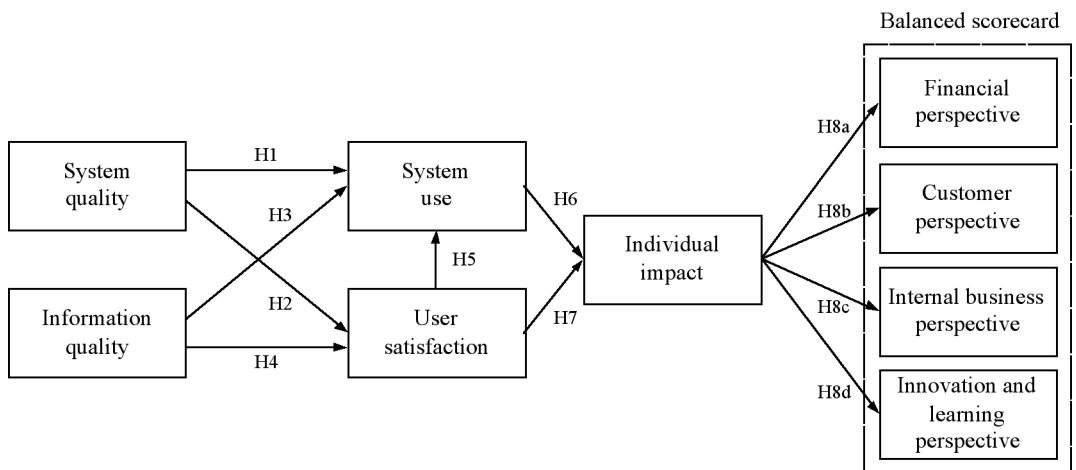 Balanced scorecard
Financial
perspective
H8a
H1
System
quality
System
use
Customer
perspective
H3
H6
H8b
Individual
impact
H5
H2
H7
H8c
Information
quality
User
satisfaction
Internal business
perspective
H4
H8d
Innovation and
learning
perspective